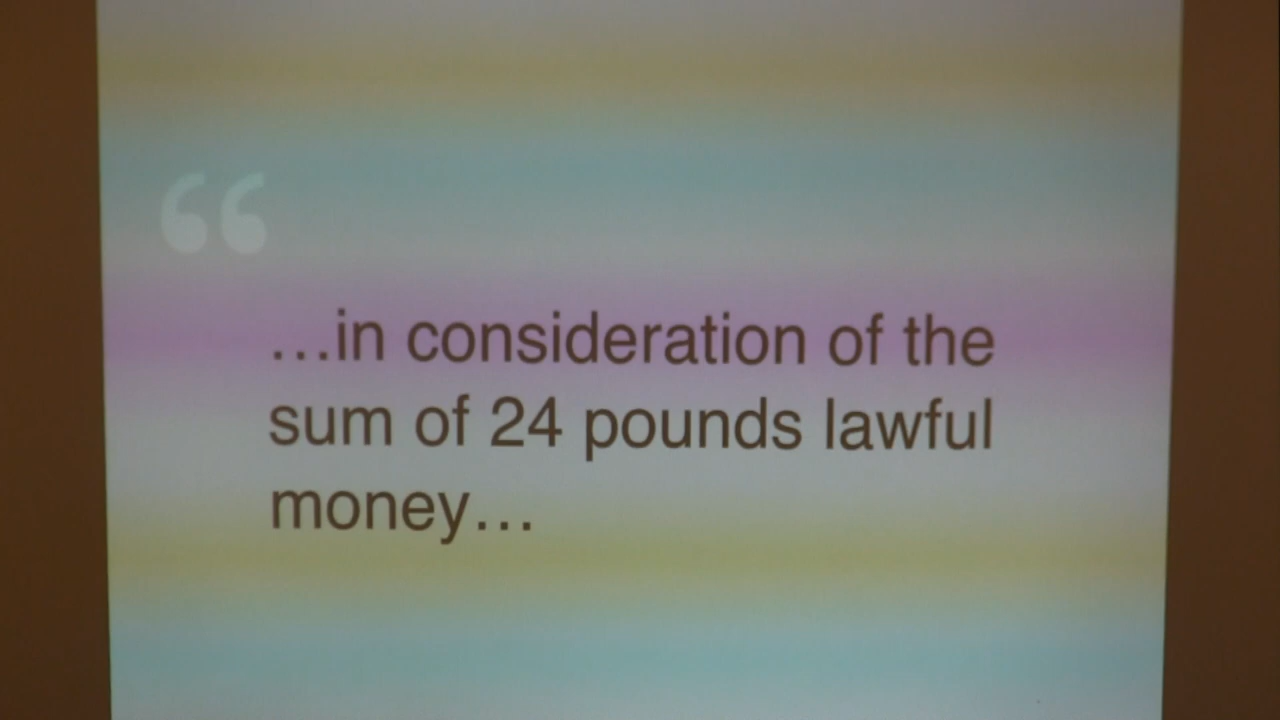 “
…in consideration of the
sum of 24 pounds lawful
money…